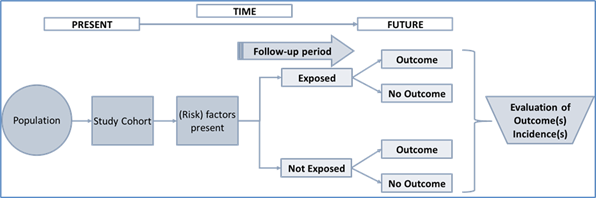 TIME
PRESENT
FUTURE
Follow-up period
Outcome
Exposed
No Outcome
Population
Study Cohort
(Risk) factors
present
Evaluation of
Outcome(s)
Incidence(s)
Outcome
Not Exposed
No Outcome